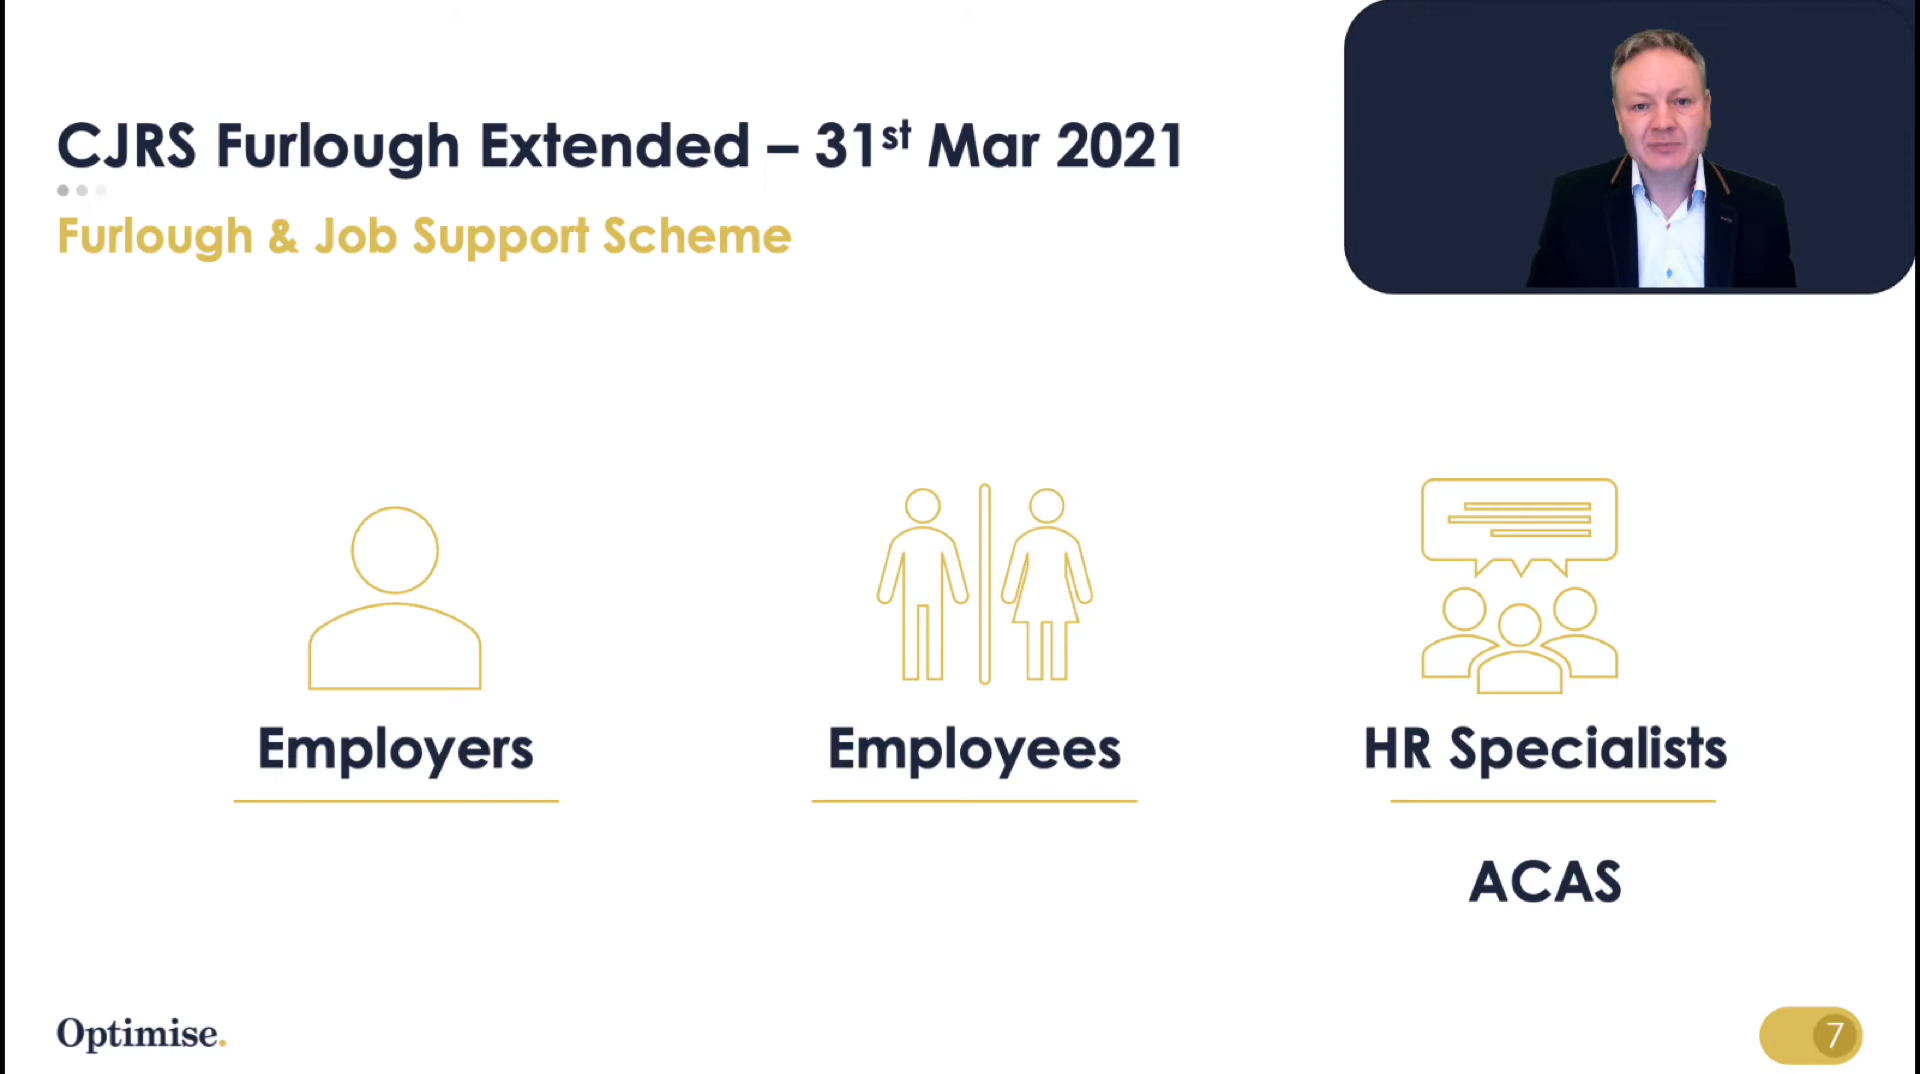 CJRS Furlough Extended – 31st Mar 2021
Furlough & Job Support Scheme
Employers
Employees
HR Specialists
ACAS
Optimise.
7